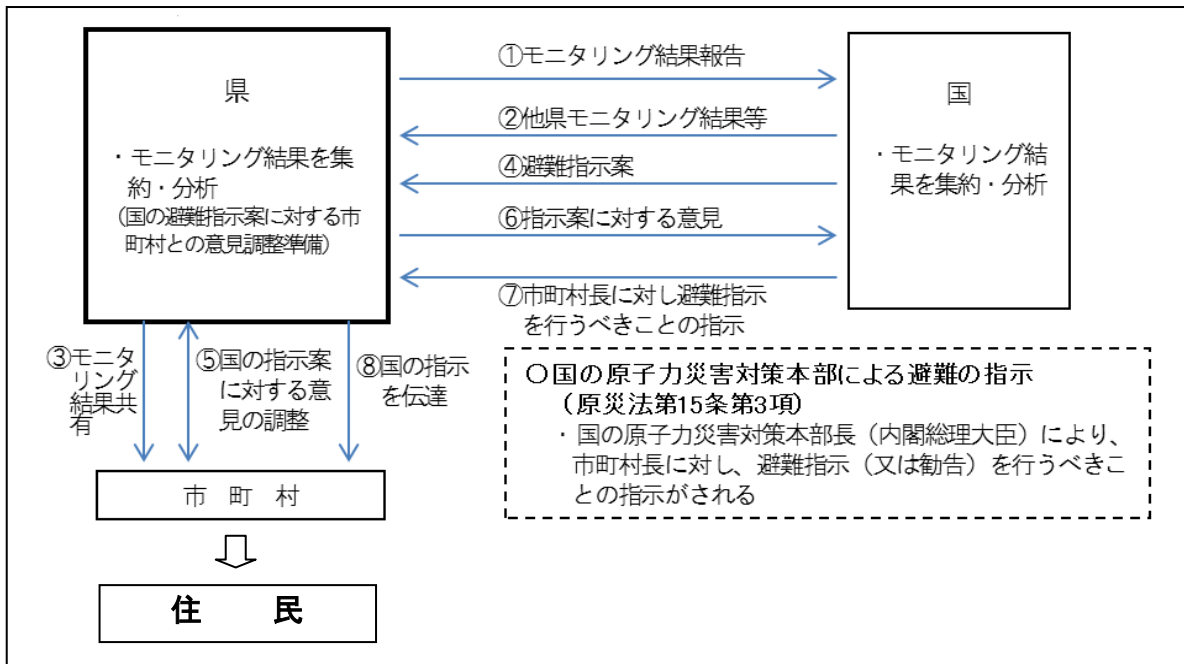 県
・モニタリング結果を集
約・分析
(国の避難指示案に対する市
町村との意見調整準備)
①モニタリング結果報告
②他県モニタリング結果等
④避難指示案
⑥指示案に対する意見
⑦市町村長に対し避難指示
を行うべきことの指示
国
・モニタリング結
果を集約・分析
③モニタ
リング
結果共
有
⑤国の指示案
に対する意
見の調整
⑧国の指示
を伝達
○国の原子力災害対策本部による避難の指示
(原災法第15条第3項)
・国の原子力災害対策本部長(内閣総理大臣)により、
市町村長に対し、避難指示(又は勧告)を行うべきこ
との指示がされる
市 町 村
住 民